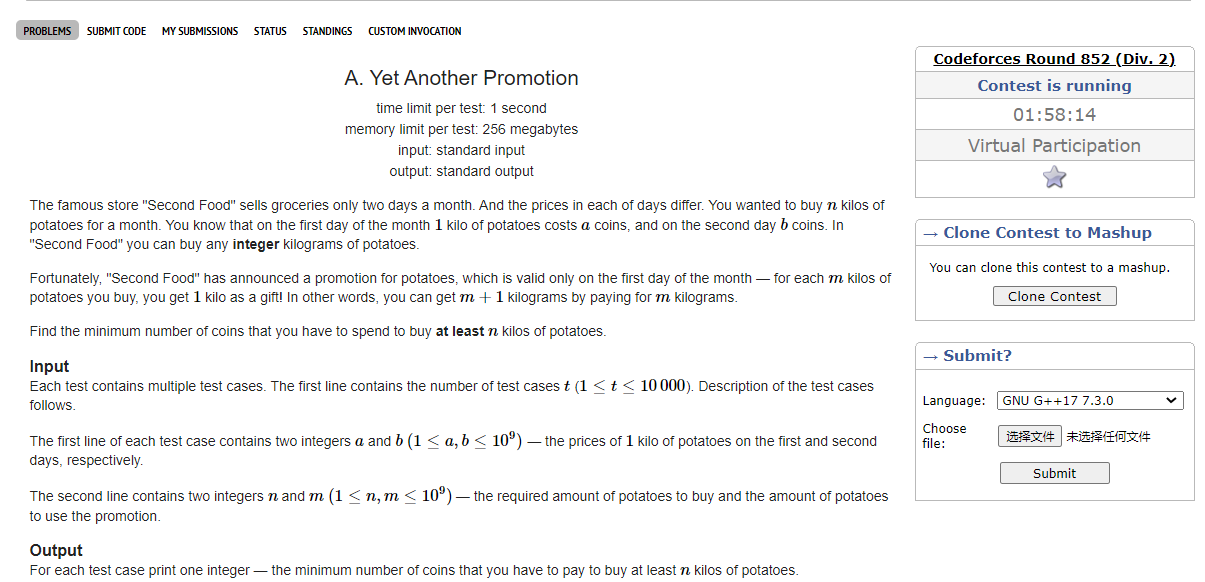 PROBLEMS SUBMIT CODE MY SUBMISSIONS STATUS STANDINGS CUSTOM INVOCATION
A. Yet Another Promotion
time limit per test: 1 second
memory limit per test: 256 megabytes
input: standard input
output: standard output
The famous store "Second Food" sells groceries only two days a month. And the prices in each of days differ. You wanted to buy n kilos of
potatoes for a month. You know that on the first day of the month 1 kilo of potatoes costs a coins, and on the second day b coins. In
"Second Food" you can buy any integer kilograms of potatoes.
Fortunately, "Second Food" has announced a promotion for potatoes, which is valid only on the first day of the month — for each m kilos of
potatoes you buy, you get 1 kilo as a gift! In other words, you can get m + 1 kilograms by paying for m kilograms.
Find the minimum number of coins that you have to spend to buy at least n kilos of potatoes.
Input
Each test contains multiple test cases. The first line contains the number of test cases t (1 ≤ t ≤ 10 000). Description of the test cases
follows.
The first line of each test case contains two integers a and b (1 ≤ a, b ≤ 10⁹) — the prices of 1 kilo of potatoes on the first and second
days, respectively.
The second line contains two integers n and m (1 ≤ n, m ≤ 10⁹) — the required amount of potatoes to buy and the amount of potatoes
to use the promotion.
Output
For each test case print one integer — the minimum number of coins that you have to pay to buy at least n kilos of potatoes.
Codeforces Round 852 (Div. 2)
Contest is running
01:58:14
Virtual Participation
→ Clone Contest to Mashup
You can clone this contest to a mashup.
Clone Contest
→ Submit?
Language: GNU G++17 7.3.0
Choose
file: 选择文件 未选择任何文件
Submit